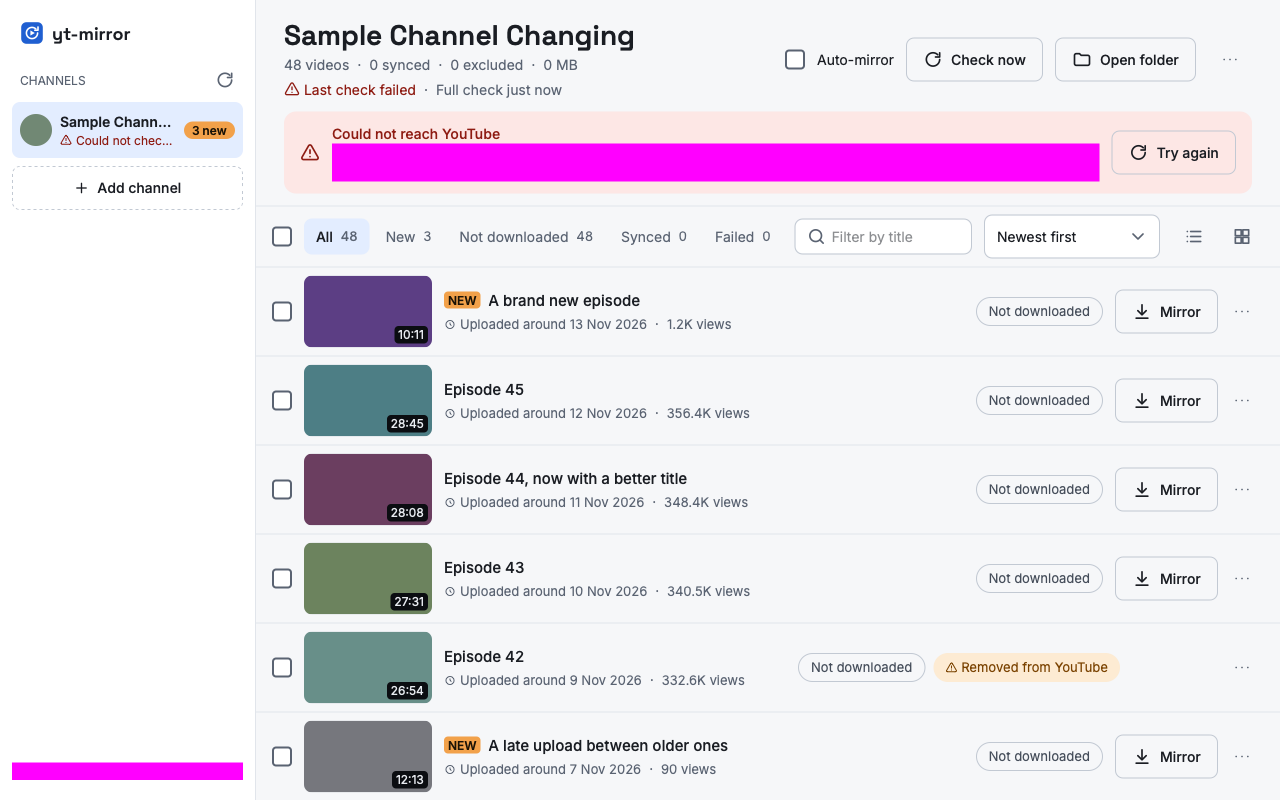 yt-mirror
CHANNELS
Sample Chann...
Could not chec...
3 new
Add channel
Sample Channel Changing
48 videos · 0 synced · 0 excluded · 0 MB
Last check failed · Full check just now
Auto-mirror
Check now
Open folder
Could not reach YouTube
Try again
All 48
New 3
Not downloaded 48
Synced 0
Failed 0
Filter by title
Newest first
10:11
NEW A brand new episode
Uploaded around 13 Nov 2026 · 1.2K views
Not downloaded
Mirror
28:45
Episode 45
Uploaded around 12 Nov 2026 · 356.4K views
Not downloaded
Mirror
28:08
Episode 44, now with a better title
Uploaded around 11 Nov 2026 · 348.4K views
Not downloaded
Mirror
27:31
Episode 43
Uploaded around 10 Nov 2026 · 340.5K views
Not downloaded
Mirror
26:54
Episode 42
Uploaded around 9 Nov 2026 · 332.6K views
Not downloaded
Removed from YouTube
12:13
NEW A late upload between older ones
Uploaded around 7 Nov 2026 · 90 views
Not downloaded
Mirror